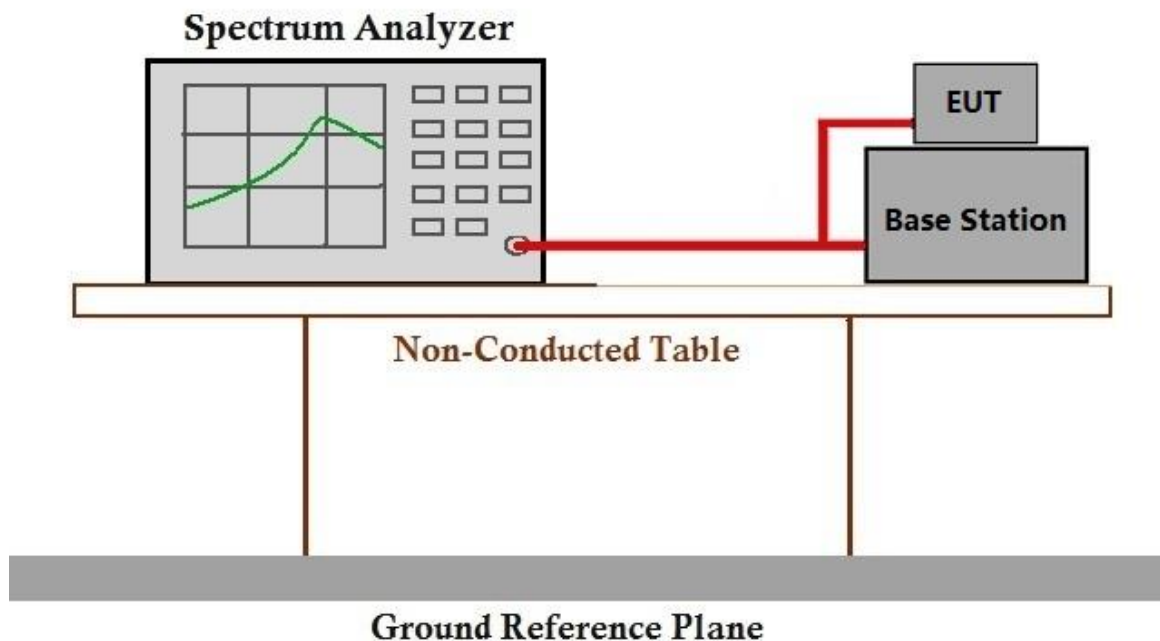 Spectrum Analyzer
EUT
Base Station
Non-Conducted Table
Ground Reference Plane